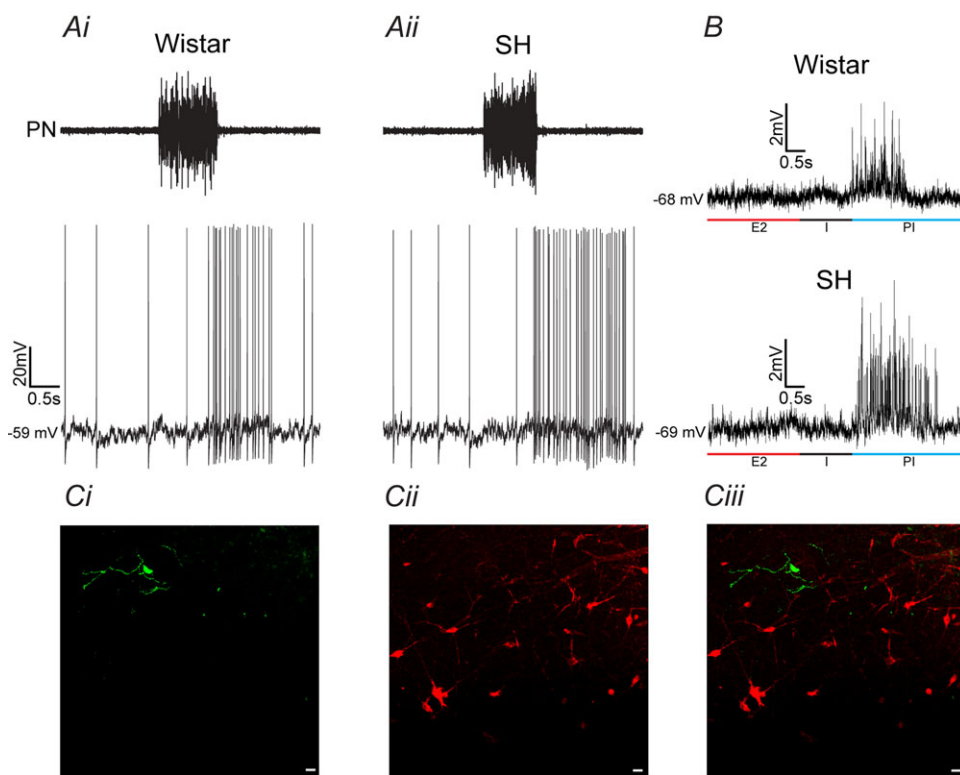 Ai
Wistar
PN
20mV
0.5s
-59 mV
Aii
SH
B
Wistar
2mV
0.5s
-68 mV
E2 I PI
SH
2mV
0.5s
-69 mV
E2 I PI
Ci
Cii
Ciii